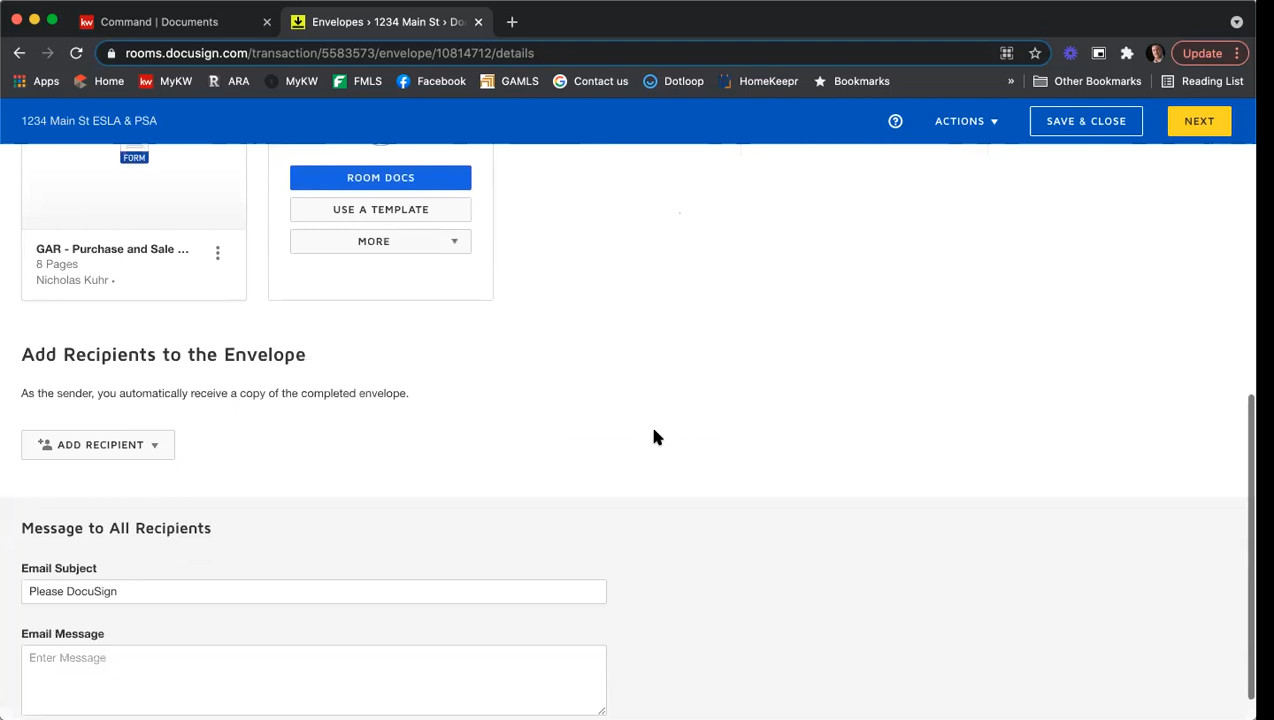 kw Command | Documents
Envelopes › 1234 Main St › Do
rooms.docusign.com/transaction/5583573/envelope/10814712/details
Update
Apps
Home
kw MyKW
R ARA
MyKW
FMLS
Facebook
GAMLS
Contact us
Dotloop
HomeKeepr
Bookmarks
»
Other Bookmarks
Reading List
1234 Main St ESLA & PSA
ACTIONS
SAVE & CLOSE
NEXT
FORM
ROOM DOCS
USE A TEMPLATE
MORE
GAR - Purchase and Sale ...
8 Pages
Nicholas Kuhr •
Add Recipients to the Envelope
As the sender, you automatically receive a copy of the completed envelope.
ADD RECIPIENT
Message to All Recipients
Email Subject
Please DocuSign
Email Message
Enter Message